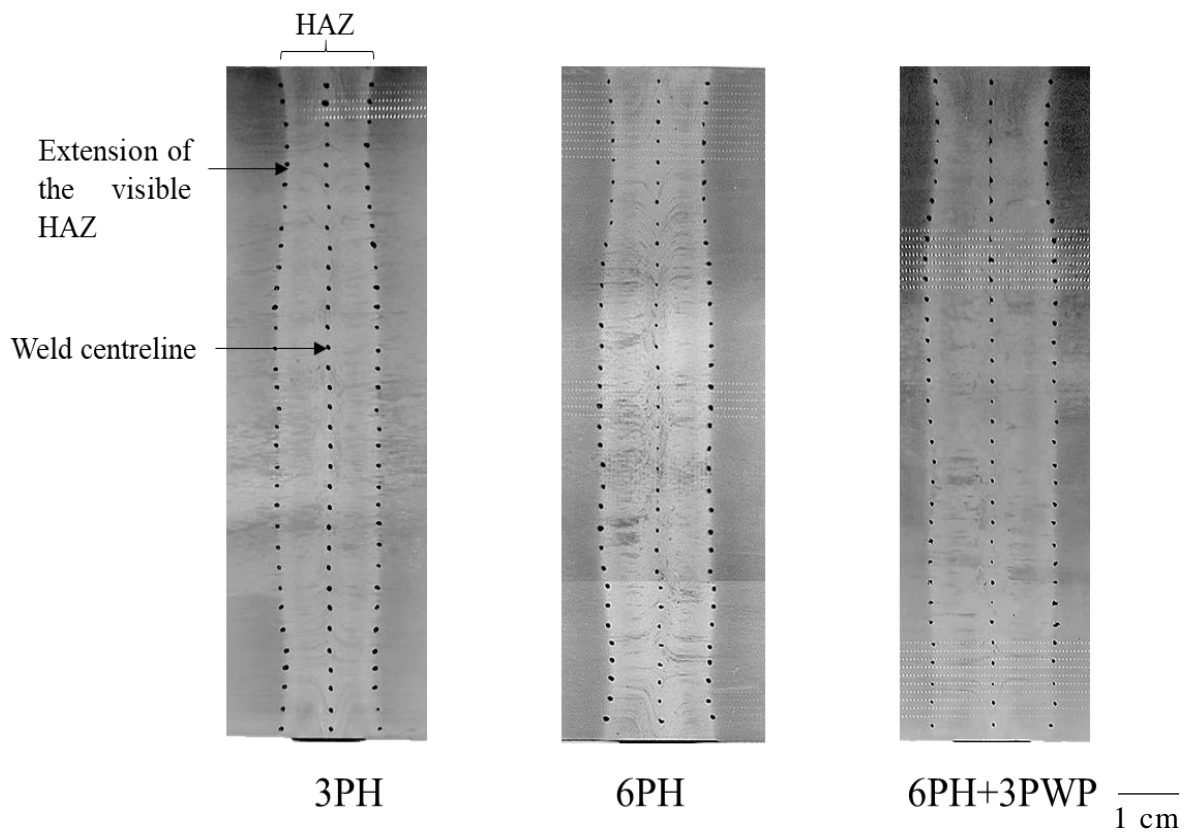 HAZ
Extension of
the visible
HAZ
Weld centreline
3PH
6PH
6PH+3PWP
1 cm